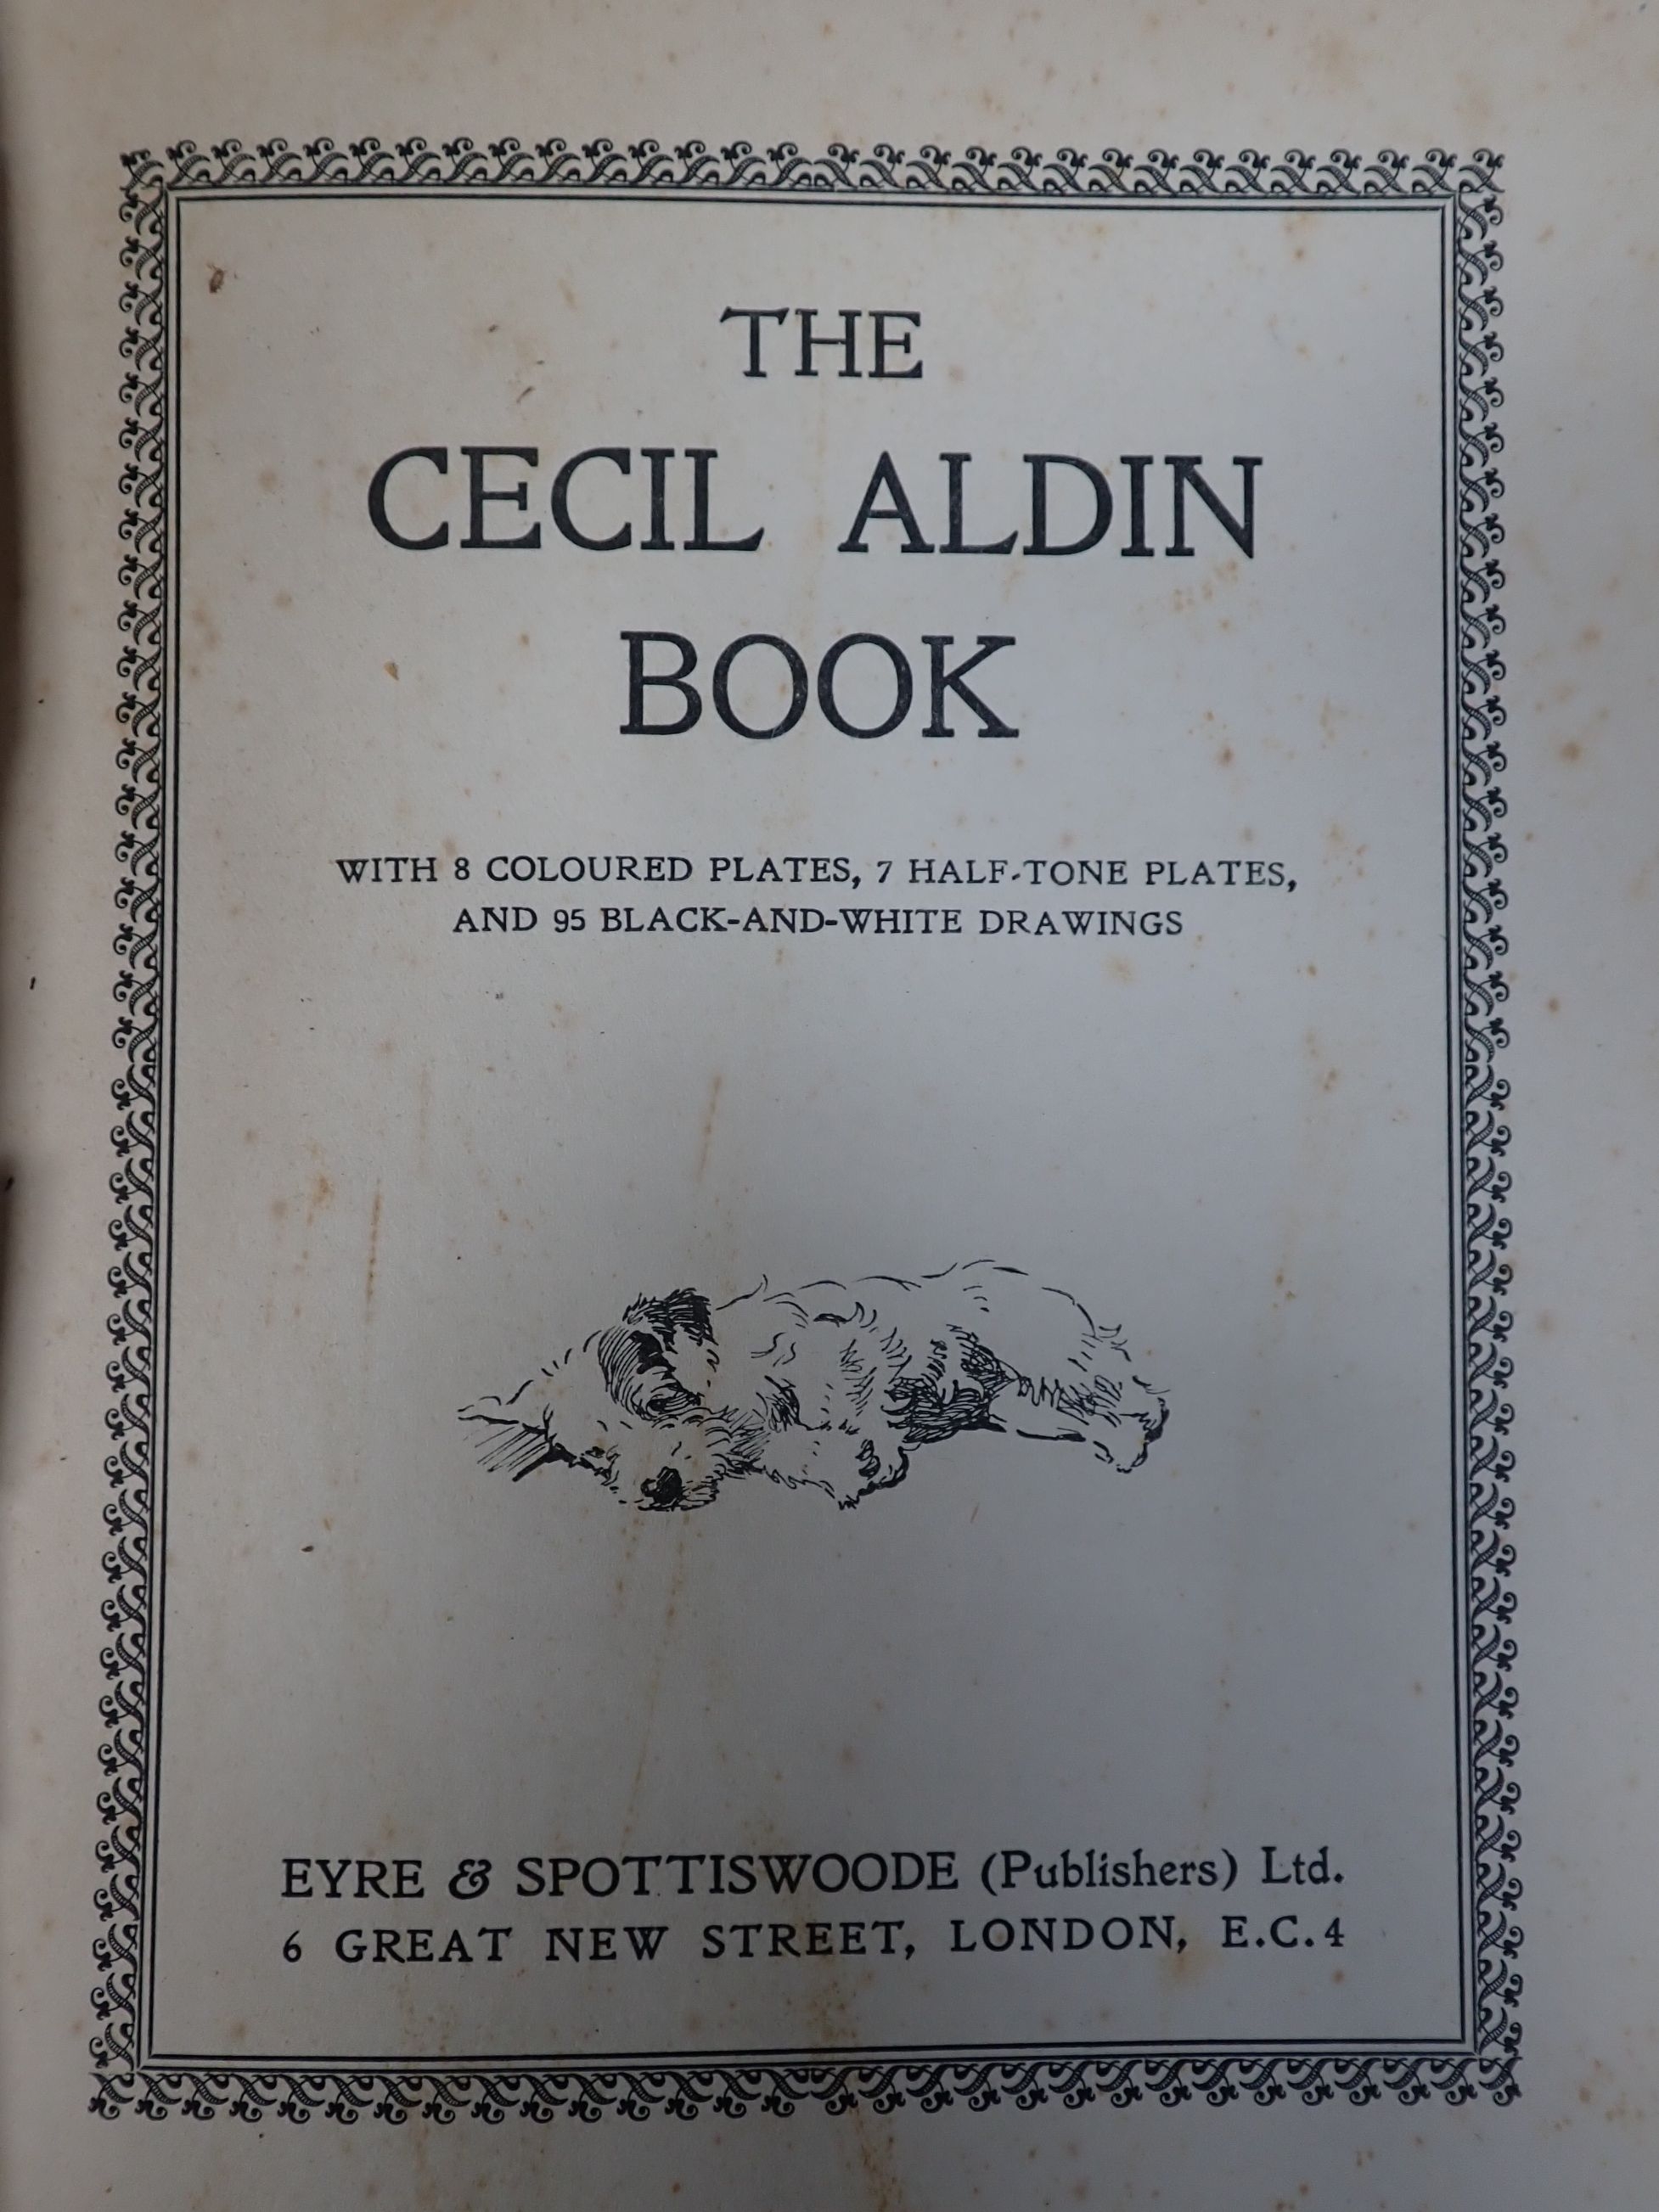 THE
CECIL ALDIN
BOOK
WITH 8 COLOURED PLATES, 7 HALF-TONE PLATES,
AND 95 BLACK-AND-WHITE DRAWINGS
EYRE & SPOTTISWOODE (Publishers) Ltd.
6 GREAT NEW STREET, LONDON, E.C.4